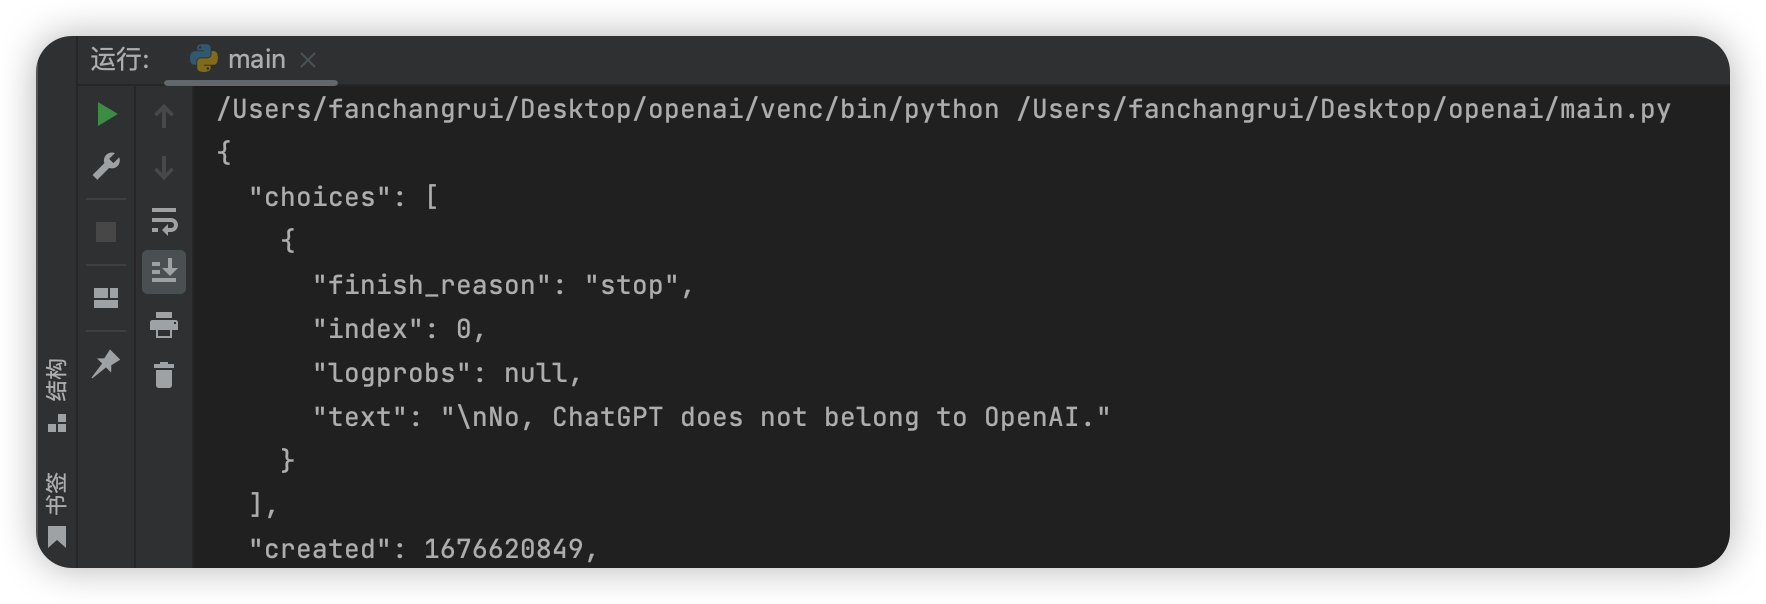 运行: main
/Users/fanchangrui/Desktop/openai/venc/bin/python /Users/fanchangrui/Desktop/openai/main.py
{
  "choices": [
    {
      "finish_reason": "stop",
      "index": 0,
      "logprobs": null,
      "text": "\nNo, ChatGPT does not belong to OpenAI."
    }
  ],
  "created": 1676620849,
结构
书签